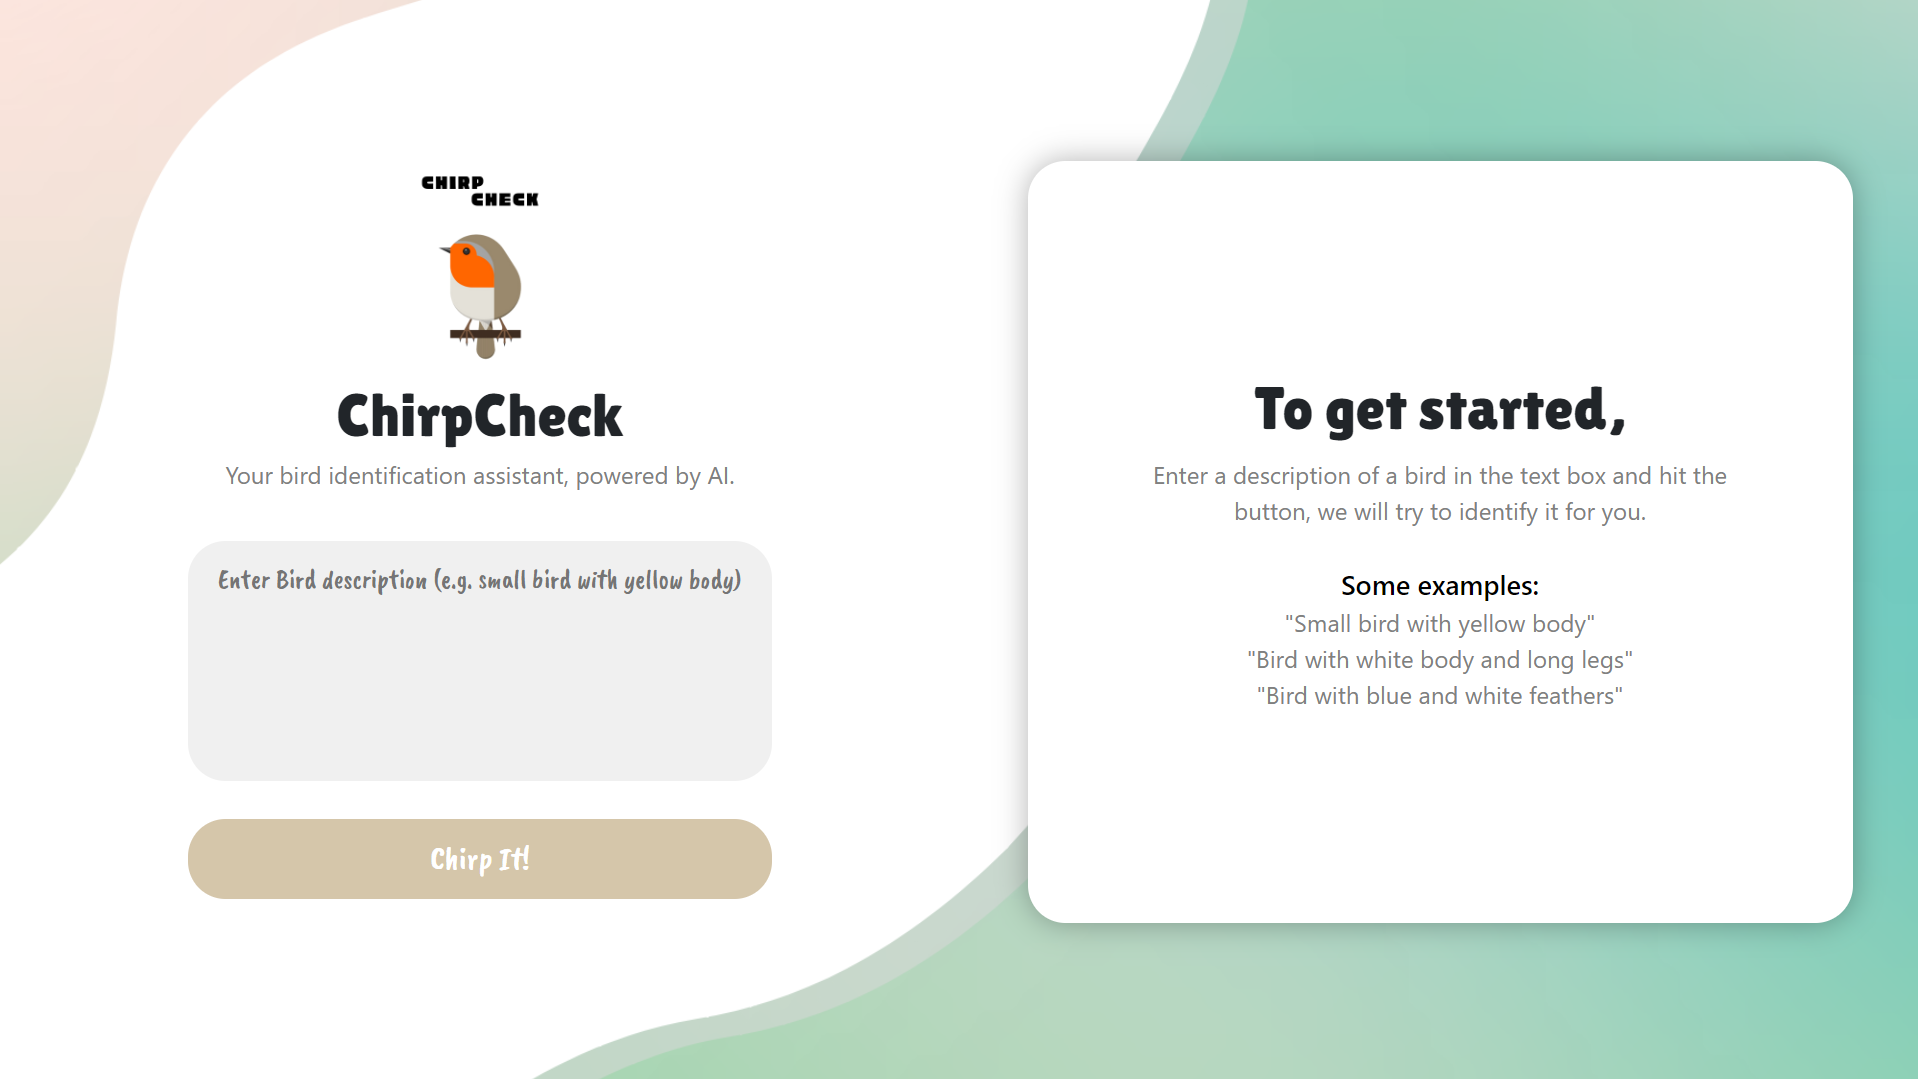 CHIRP
CHECK
ChirpCheck
Your bird identification assistant, powered by AI.
Enter Bird description (e.g. small bird with yellow body)
Chirp It!
To get started,
Enter a description of a bird in the text box and hit the
button, we will try to identify it for you.
Some examples:
"Small bird with yellow body"
"Bird with white body and long legs"
"Bird with blue and white feathers"